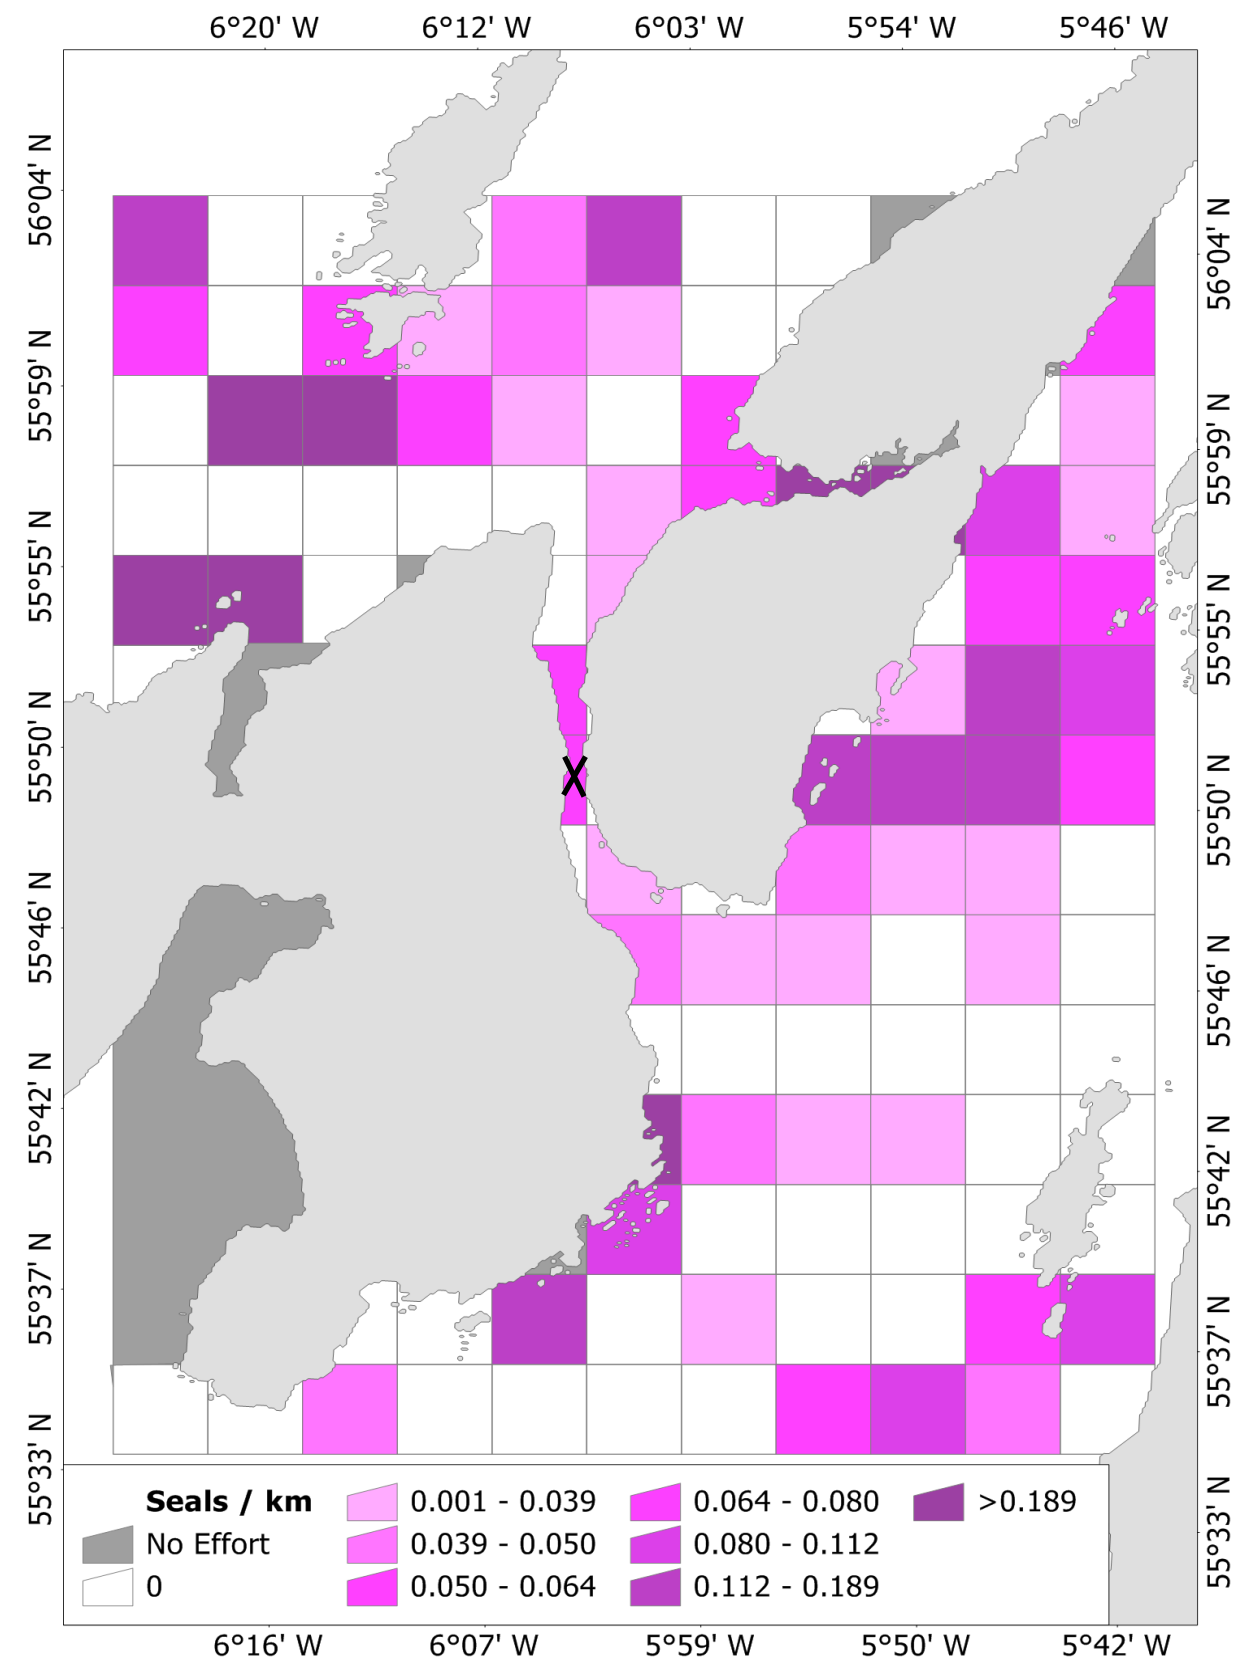 6°20' W 6°12' W 6°03' W 5°54' W 5°46' W
56°04' N
56°04' N
55°59' N
55°59' N
55°55' N
55°55' N
55°50' N
55°50' N
55°46' N
55°46' N
55°42' N
55°42' N
55°37' N
55°37' N
55°33' N
55°33' N
X
Seals / km
No Effort
0
0.001 - 0.039
0.039 - 0.050
0.050 - 0.064
0.064 - 0.080
0.080 - 0.112
0.112 - 0.189
>0.189
6°16' W 6°07' W 5°59' W 5°50' W 5°42' W